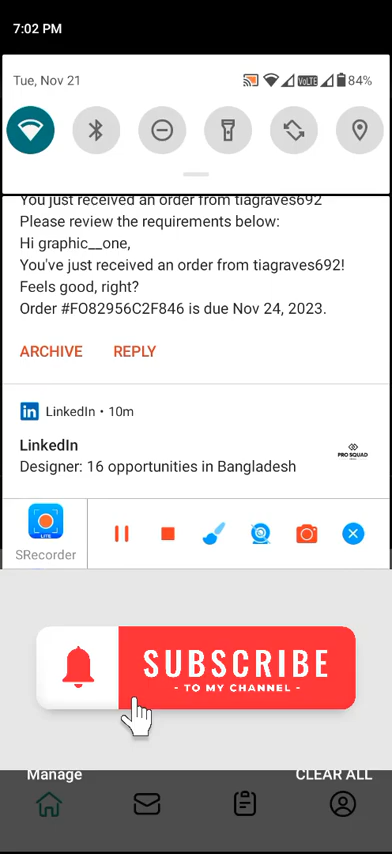 7:02 PM
Tue, Nov 21
VoLTE
84%
You just received an order from tiagraves692
Please review the requirements below:
Hi graphic__one,
You've just received an order from tiagraves692!
Feels good, right?
Order #FO82956C2F846 is due Nov 24, 2023.
ARCHIVE REPLY
in LinkedIn • 10m
LinkedIn
Designer: 16 opportunities in Bangladesh
PRO SQUAD
LITE
SRecorder
SUBSCRIBE
- TO MY CHANNEL -
Manage CLEAR ALL